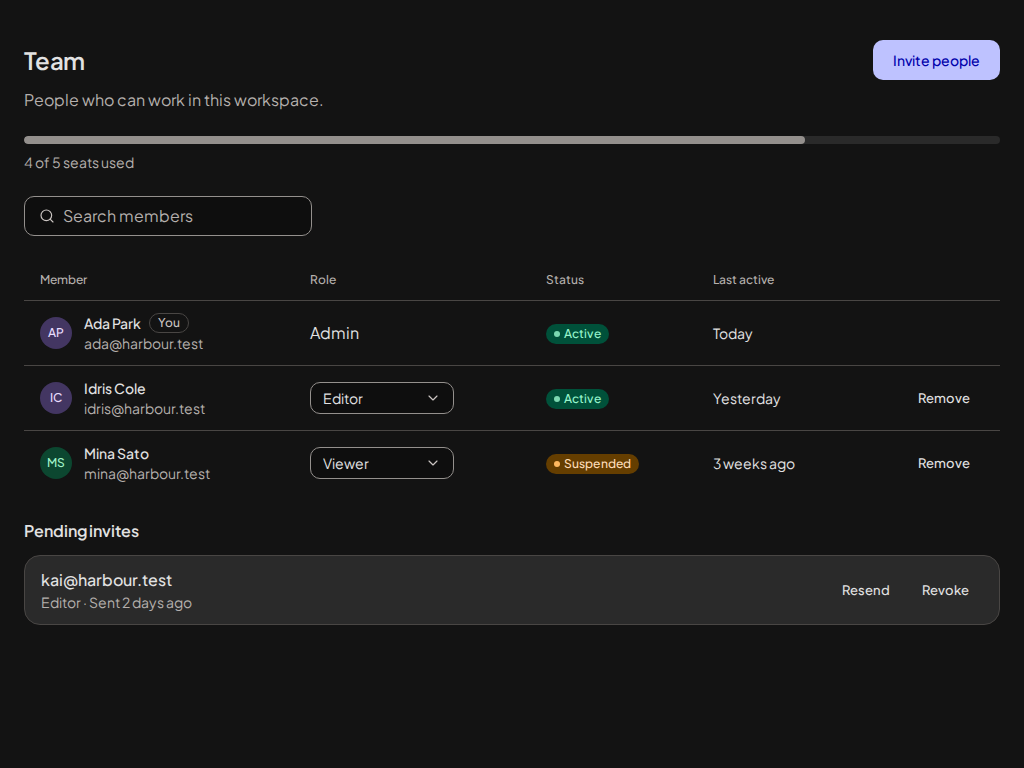 Team
Invite people
People who can work in this workspace.
4 of 5 seats used
Search members
Member Role Status Last active
AP Ada Park You Admin Active Today
ada@harbour.test
IC Idris Cole Editor Active Yesterday Remove
idris@harbour.test
MS Mina Sato Viewer Suspended 3 weeks ago Remove
mina@harbour.test
Pending invites
kai@harbour.test
Editor · Sent 2 days ago
Resend Revoke